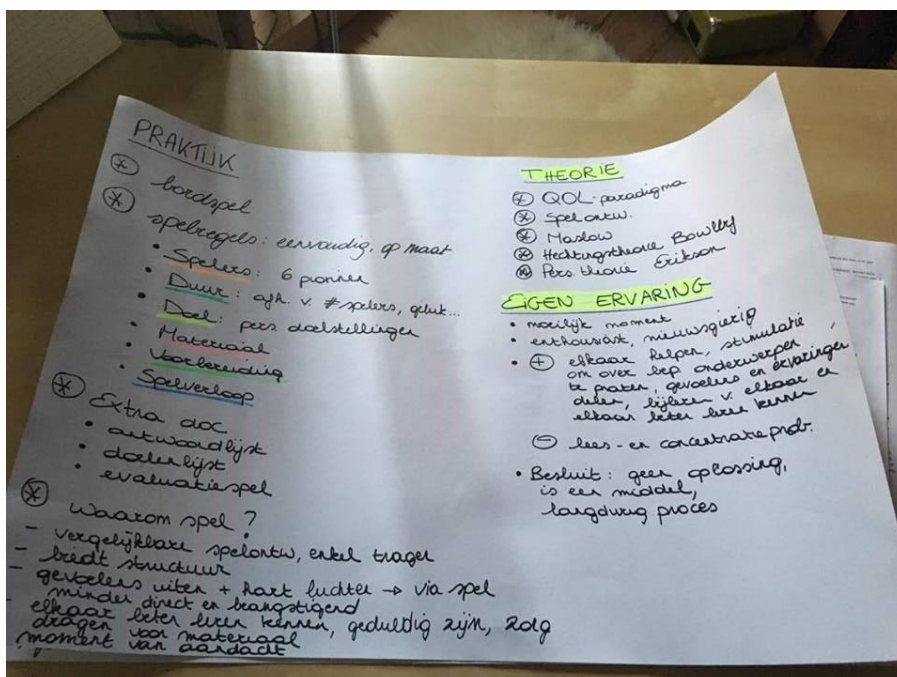 PRAKTIJK
⊛ bordspel
⊛ spelregels: eenvoudig, op maat
• Spelers: 6 pionnen
• Duur: afh. v. #spelers, geluk...
• Doel: pers. doelstellingen
• Materiaal
• Voorbereiding
• Spelverloop
⊛ Extra doc
• antwoordlijst
• doelenlijst
• evaluatiespel
⊛ Waarom spel?
- vergelijkbare spelontw, enkel trager
- biedt structuur
- gevoelens uiten + hart luchten → via spel
minder direct en beangstigend
- elkaar beter leren kennen, geduldig zijn, zorg
dragen voor materiaal
moment van aandacht
THEORIE
⊛ QOL-paradigma
⊛ Spelontw.
⊛ Maslow
⊛ Hechtingstheorie Bowlby
⊛ Pers. theorie Erikson
EIGEN ERVARING
• moeilijk moment
• enthousiast, nieuwsgierig
• ⊕ elkaar helpen, stimulatie
om over bep. onderwerpen
te praten, gevoelens en ervaringen
delen, bijleren v. elkaar en
elkaar beter leren kennen
⊖ lees- en concentratieprob.
• Besluit: geen oplossing,
is een middel,
langdurig proces